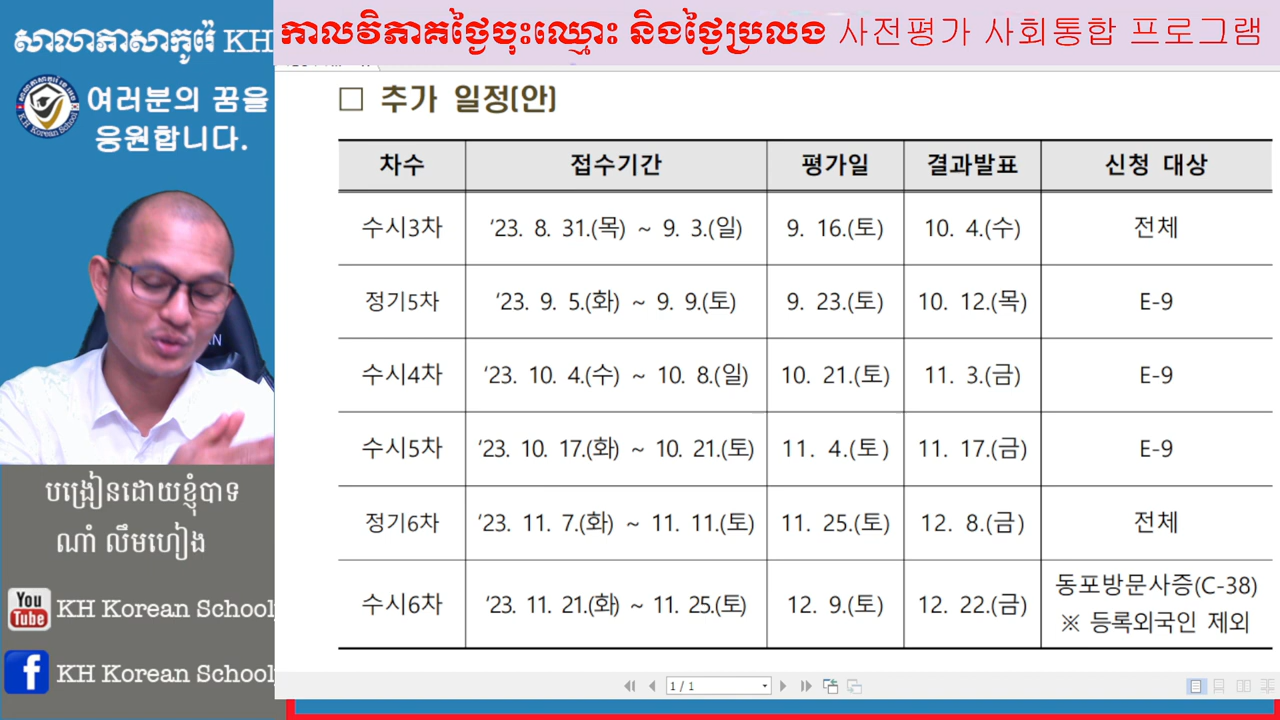 សាលាភាសាកូរ៉េ KH
កាលវិភាគថ្ងៃចុះឈ្មោះ និងថ្ងៃប្រលង 사전평가 사회통합 프로그램
여러분의 꿈을
응원합니다.
KH Korean School
□ 추가 일정(안)
차수 접수기간 평가일 결과발표 신청 대상
수시3차 ‘23. 8. 31.(목) ~ 9. 3.(일) 9. 16.(토) 10. 4.(수) 전체
정기5차 ‘23. 9. 5.(화) ~ 9. 9.(토) 9. 23.(토) 10. 12.(목) E-9
수시4차 ‘23. 10. 4.(수) ~ 10. 8.(일) 10. 21.(토) 11. 3.(금) E-9
수시5차 ‘23. 10. 17.(화) ~ 10. 21.(토) 11. 4.(토) 11. 17.(금) E-9
정기6차 ‘23. 11. 7.(화) ~ 11. 11.(토) 11. 25.(토) 12. 8.(금) 전체
수시6차 ‘23. 11. 21.(화) ~ 11. 25.(토) 12. 9.(토) 12. 22.(금) 동포방문사증(C-38)
※ 등록외국인 제외
បង្រៀនដោយខ្ញុំបាទ
ណាំ លឹមហៀង
You Tube KH Korean School
f KH Korean School
1 / 1